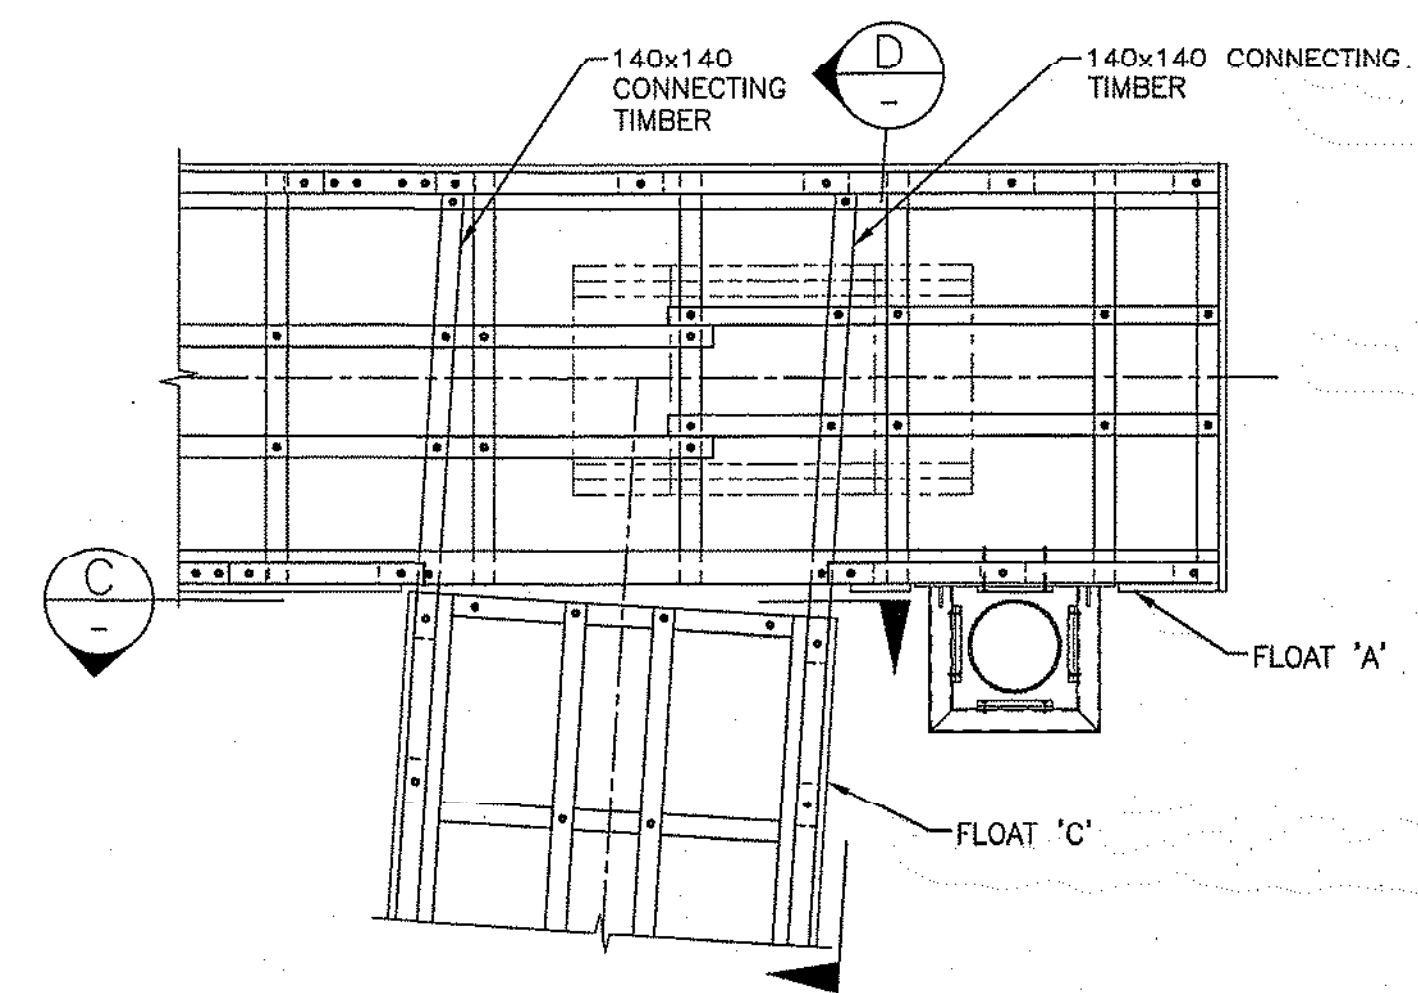 140x140
CONNECTING
TIMBER
D
-
140x140 CONNECTING
TIMBER
C
-
FLOAT 'A'
FLOAT 'C'